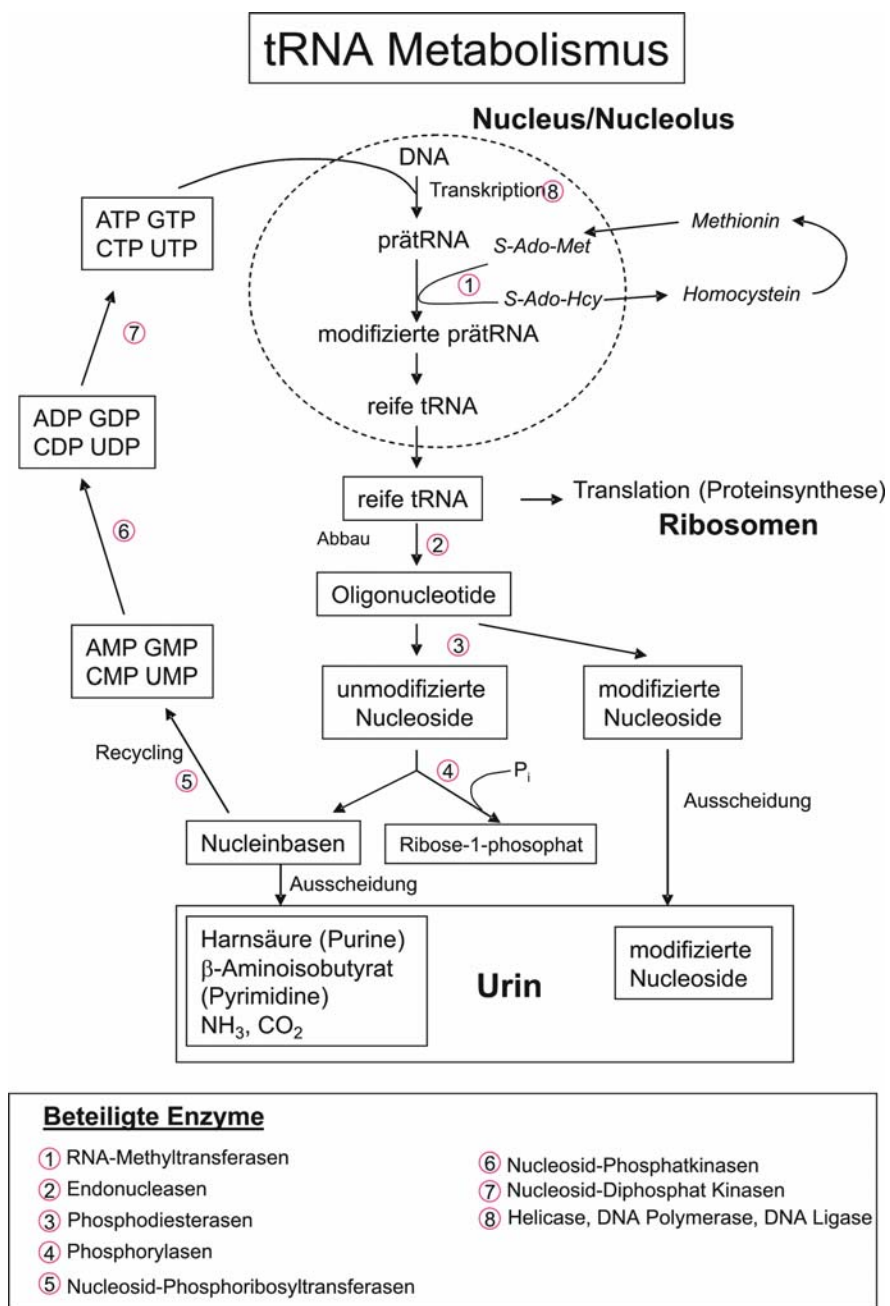 tRNA Metabolismus
Nucleus/Nucleolus
DNA
Transkription 8
ATP GTP
CTP UTP
prätRNA
S-Ado-Met
Methionin
1
S-Ado-Hcy
Homocystein
modifizierte prätRNA
7
reife tRNA
ADP GDP
CDP UDP
reife tRNA
Translation (Proteinsynthese)
Ribosomen
Abbau
2
6
Oligonucleotide
3
AMP GMP
CMP UMP
unmodifizierte
Nucleoside
modifizierte
Nucleoside
Recycling
5
4
Pi
Ausscheidung
Nucleinbasen
Ribose-1-phosophat
Ausscheidung
Harnsäure (Purine)
β-Aminoisobutyrat
(Pyrimidine)
NH3, CO2
Urin
modifizierte
Nucleoside
Beteiligte Enzyme
1 RNA-Methyltransferasen
2 Endonucleasen
3 Phosphodiesterasen
4 Phosphorylasen
5 Nucleosid-Phosphoribosyltransferasen
6 Nucleosid-Phosphatkinasen
7 Nucleosid-Diphosphat Kinasen
8 Helicase, DNA Polymerase, DNA Ligase